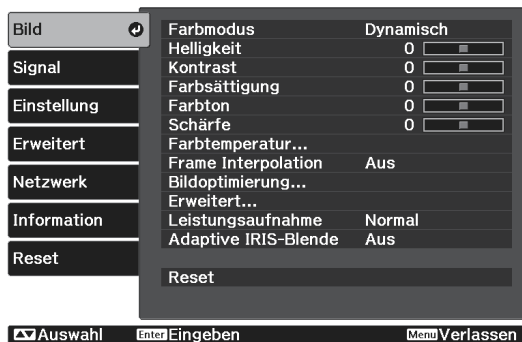 Bild
Signal
Einstellung
Erweitert
Netzwerk
Information
Reset
Farbmodus Dynamisch
Helligkeit 0
Kontrast 0
Farbsättigung 0
Farbton 0
Schärfe 0
Farbtemperatur...
Frame Interpolation Aus
Bildoptimierung...
Erweitert...
Leistungsaufnahme Normal
Adaptive IRIS-Blende Aus
Reset
Auswahl Enter Eingeben Menu Verlassen